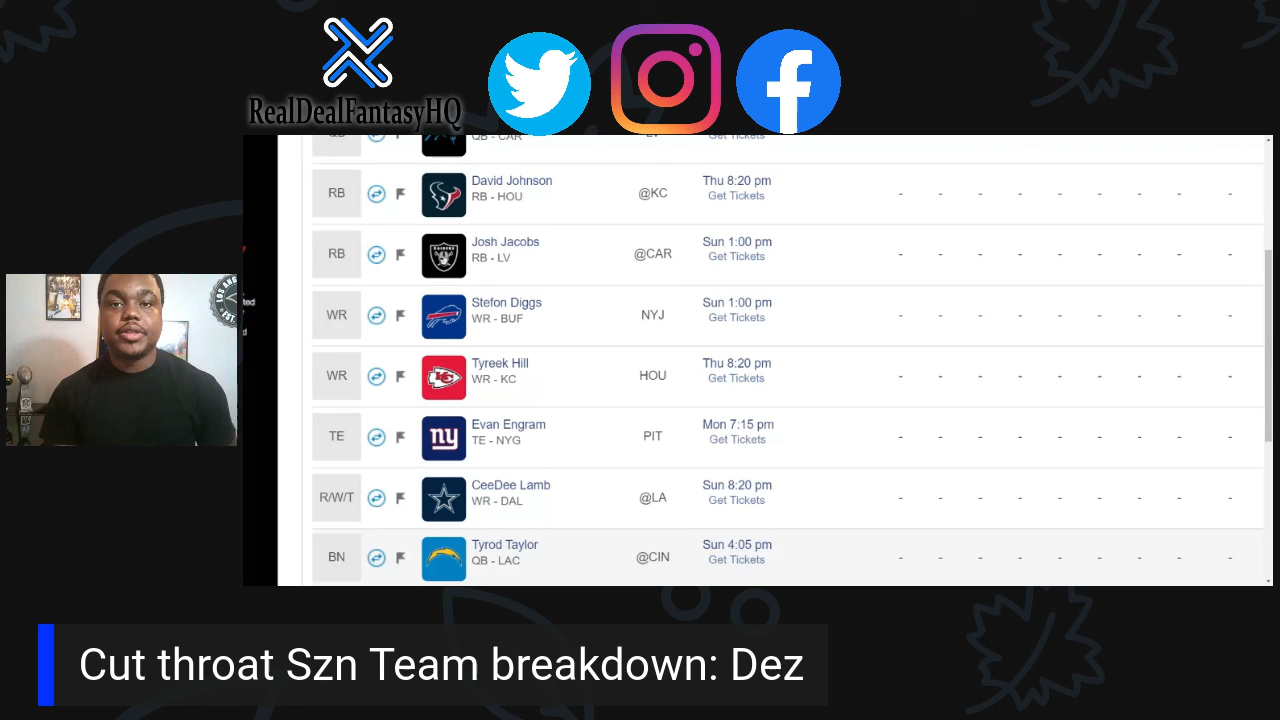 RealDealFantasyHQ
QB - CAR
RB
David Johnson
RB - HOU
@KC
Thu 8:20 pm
Get Tickets
- - - - - - - - -
RB
Josh Jacobs
RB - LV
@CAR
Sun 1:00 pm
Get Tickets
- - - - - - - - -
WR
Stefon Diggs
WR - BUF
NYJ
Sun 1:00 pm
Get Tickets
- - - - - - - - -
WR
Tyreek Hill
WR - KC
HOU
Thu 8:20 pm
Get Tickets
- - - - - - - - -
TE
ny
Evan Engram
TE - NYG
PIT
Mon 7:15 pm
Get Tickets
- - - - - - - - -
R/W/T
CeeDee Lamb
WR - DAL
@LA
Sun 8:20 pm
Get Tickets
- - - - - - - - -
BN
Tyrod Taylor
QB - LAC
@CIN
Sun 4:05 pm
Get Tickets
- - - - - - - - -
Cut throat Szn Team breakdown: Dez